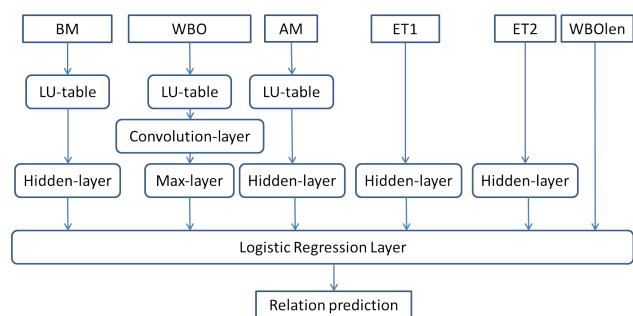 BM WBO AM ET1 ET2 WBOlen
LU-table LU-table LU-table
Convolution-layer
Hidden-layer Max-layer Hidden-layer Hidden-layer Hidden-layer
Logistic Regression Layer
Relation prediction